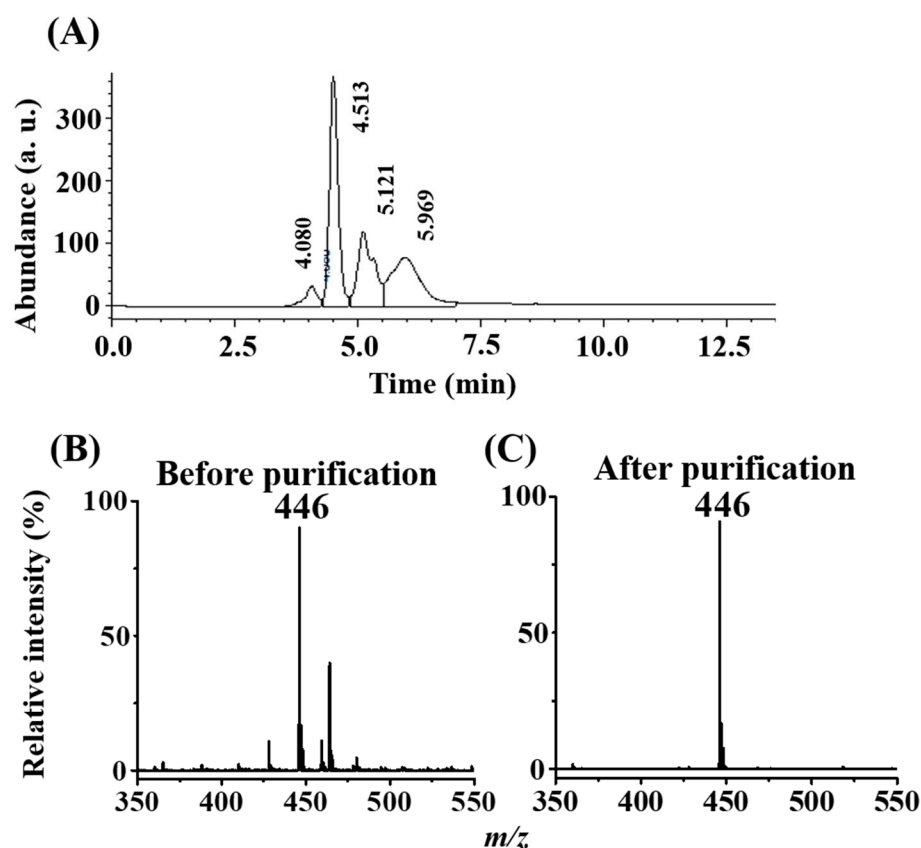 (A)
Abundance (a. u.)
300
200
100
0
4.080
4.513
5.121
5.969
0.0 2.5 5.0 7.5 10.0 12.5
Time (min)
(B)
Before purification
446
Relative intensity (%)
100
50
0
350 400 450 500 550
(C)
After purification
446
100
50
0
350 400 450 500 550
m/z